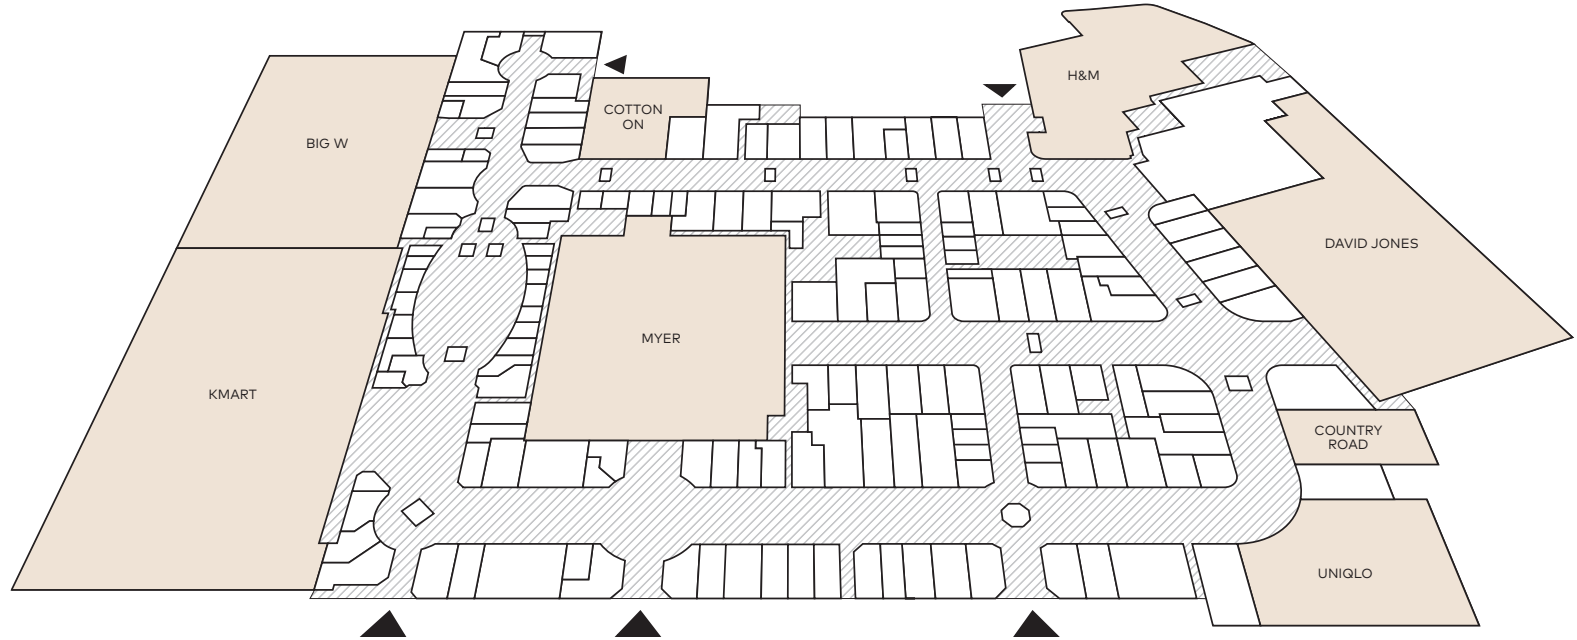 H&M
COTTON
ON
BIG W
DAVID JONES
MYER
KMART
COUNTRY
ROAD
UNIQLO